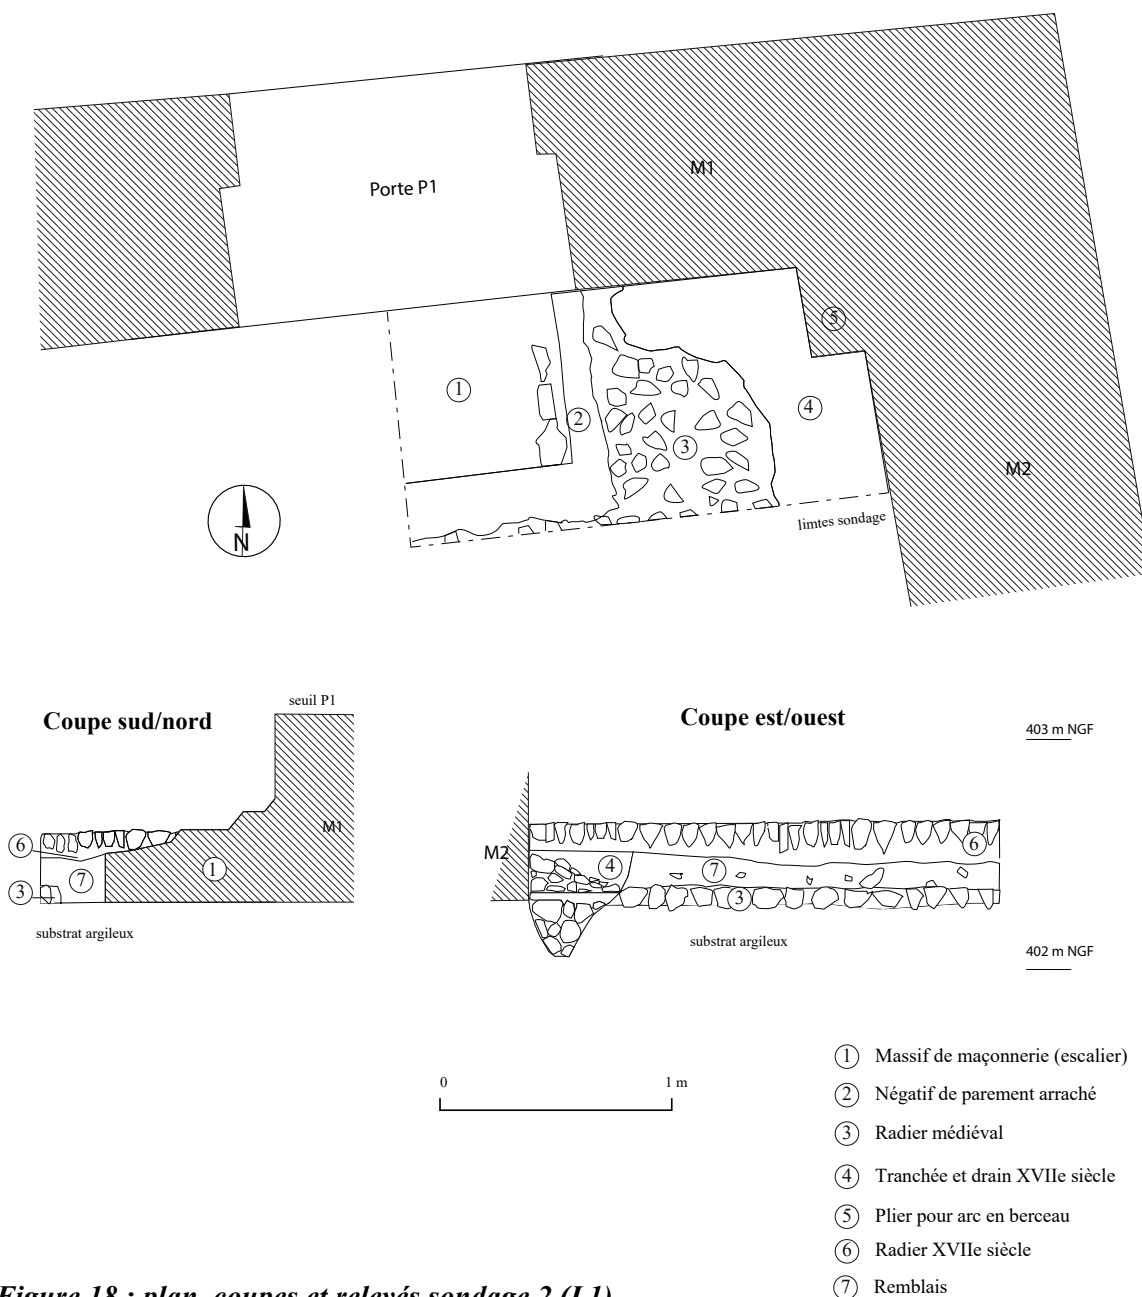 M1
Porte P1
5
1
4
2
3
M2
limtes sondage
N
seuil P1
Coupe sud/nord
Coupe est/ouest
403 m NGF
M1
6
6
M2
4
7
7
1
3
3
substrat argileux
substrat argileux
402 m NGF
1 Massif de maçonnerie (escalier)
0 1 m
2 Négatif de parement arraché
3 Radier médiéval
4 Tranchée et drain XVIIe siècle
5 Plier pour arc en berceau
6 Radier XVIIe siècle
7 Remblais
Figure 18 : plan, coupes et relevés sondage 2 (L1)